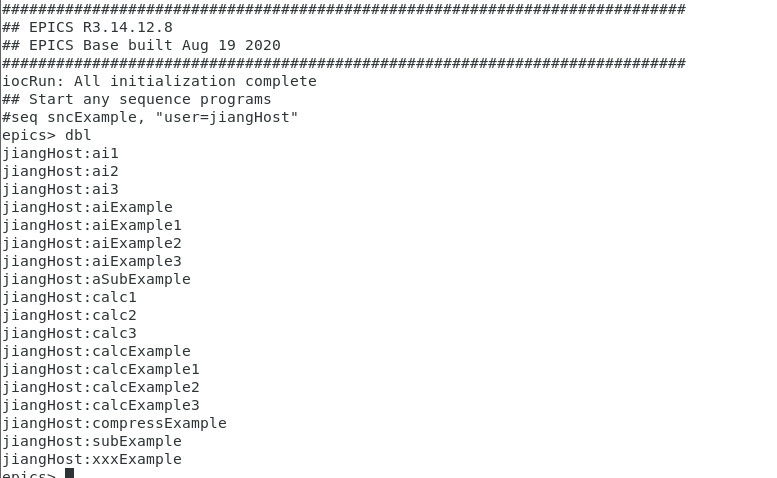 ############################################################################
## EPICS R3.14.12.8
## EPICS Base built Aug 19 2020
############################################################################
iocRun: All initialization complete
## Start any sequence programs
#seq sncExample, "user=jiangHost"
epics> dbl
jiangHost:ai1
jiangHost:ai2
jiangHost:ai3
jiangHost:aiExample
jiangHost:aiExample1
jiangHost:aiExample2
jiangHost:aiExample3
jiangHost:aSubExample
jiangHost:calc1
jiangHost:calc2
jiangHost:calc3
jiangHost:calcExample
jiangHost:calcExample1
jiangHost:calcExample2
jiangHost:calcExample3
jiangHost:compressExample
jiangHost:subExample
jiangHost:xxxExample
epics>